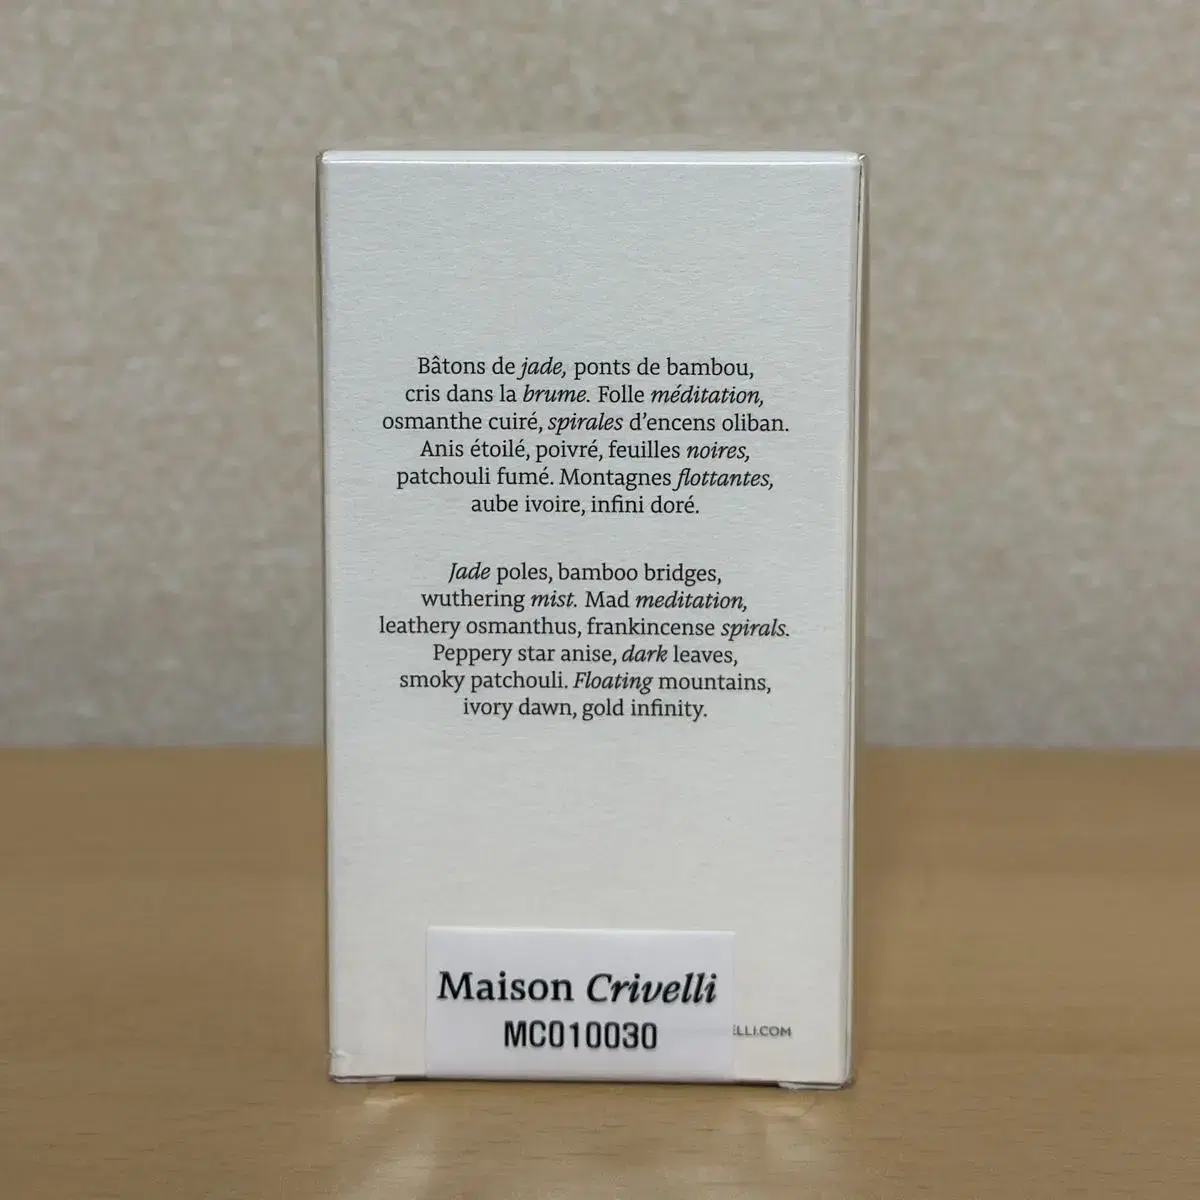 Bâtons de jade, ponts de bambou,
cris dans la brume. Folle méditation,
osmanthe cuiré, spirales d'encens oliban.
Anis étoilé, poivré, feuilles noires,
patchouli fumé. Montagnes flottantes,
aube ivoire, infini doré.
Jade poles, bamboo bridges,
wuthering mist. Mad meditation,
leathery osmanthus, frankincense spirals.
Peppery star anise, dark leaves,
smoky patchouli. Floating mountains,
ivory dawn, gold infinity.
Maison Crivelli
MC010030
ELLI.COM